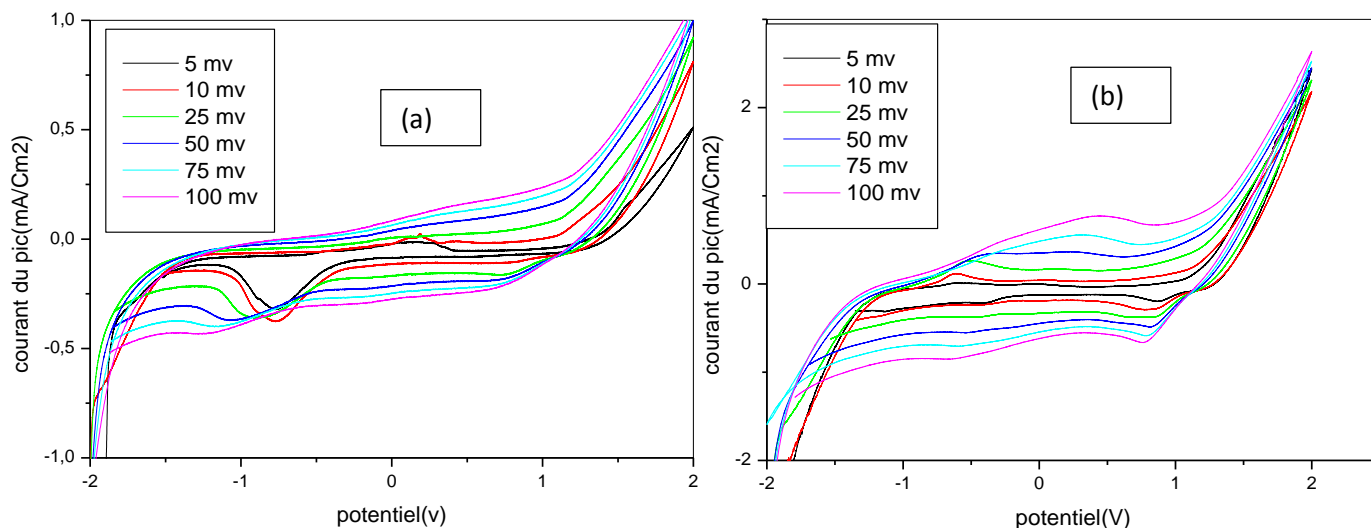 1,0
0,5
0,0
-0,5
-1,0
courant du pic(mA/Cm2)
5 mv
10 mv
25 mv
50 mv
75 mv
100 mv
(a)
-2
-1
0
1
2
potentiel(v)
2
0
-2
courant du pic(mA/Cm2)
5 mv
10 mv
25 mv
50 mv
75 mv
100 mv
(b)
-2
-1
0
1
2
potentiel(V)